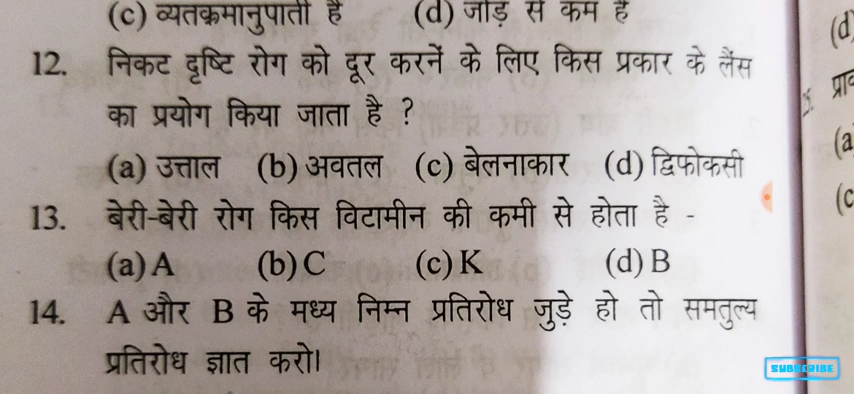 (c) व्यतक्रमानुपाती है (d) जोड़ से कम है
12. निकट दृष्टि रोग को दूर करनें के लिए किस प्रकार के लैंस
का प्रयोग किया जाता है ?
(a) उत्ताल (b) अवतल (c) बेलनाकार (d) द्विफोकसी
13. बेरी-बेरी रोग किस विटामीन की कमी से होता है -
(a) A (b) C (c) K (d) B
14. A और B के मध्य निम्न प्रतिरोध जुड़े हो तो समतुल्य
प्रतिरोध ज्ञात करो।
(d)
(a
(c
SUBSCRIBE